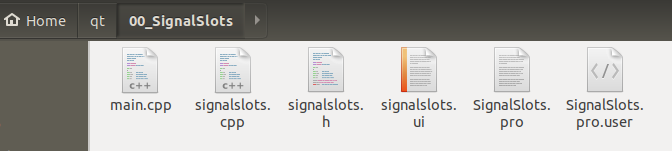 Home qt 00_SignalSlots
c++ c++
main.cpp signalslots.cpp signalslots.h signalslots.ui SignalSlots.pro SignalSlots.pro.user